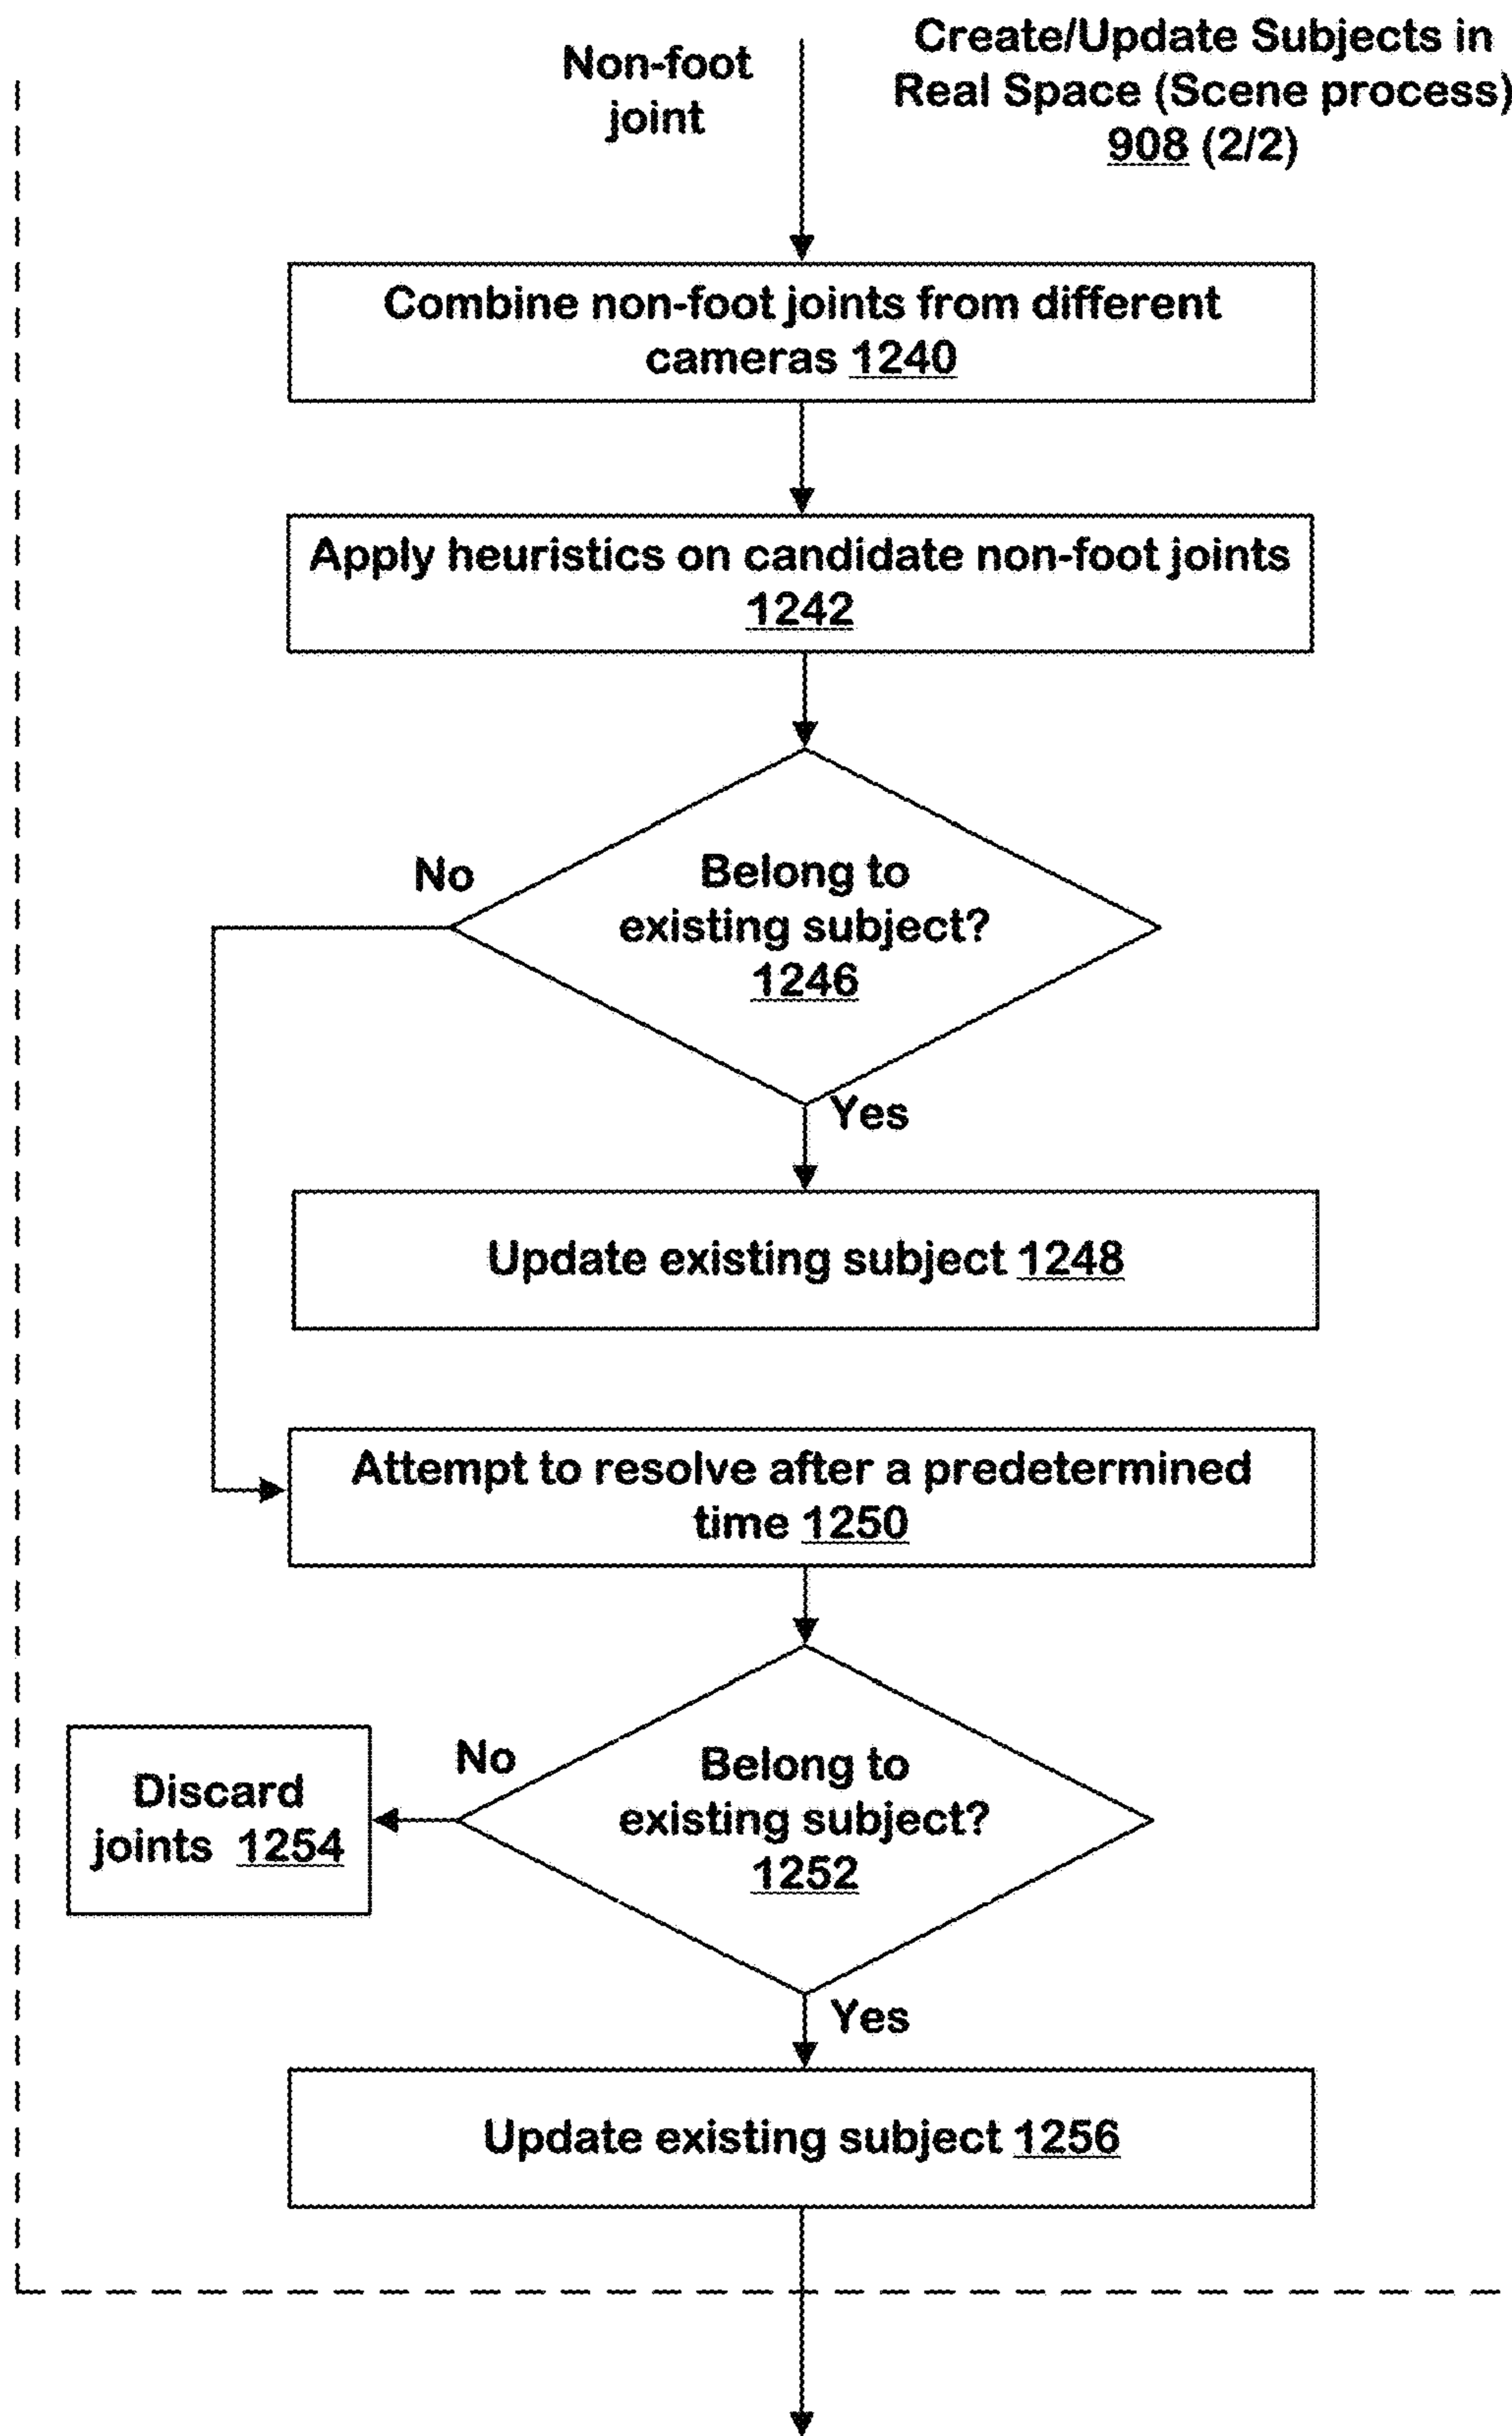 Non-foot
joint
Create/Update Subjects in
Real Space (Scene process)
908 (2/2)
Combine non-foot joints from different
cameras 1240
Apply heuristics on candidate non-foot joints
1242
No
Belong to
existing subject?
1246
Yes
Update existing subject 1248
Attempt to resolve after a predetermined
time 1250
Discard
joints 1254
No
Belong to
existing subject?
1252
Yes
Update existing subject 1256